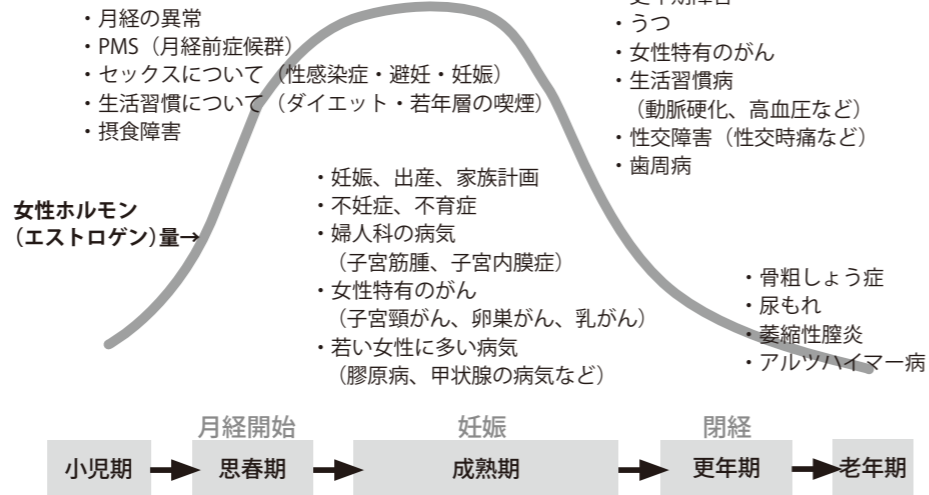 ・月経の異常
・PMS（月経前症候群）
・セックスについて（性感染症・避妊・妊娠）
・生活習慣について（ダイエット・若年層の喫煙）
・摂食障害
・うつ
・女性特有のがん
・生活習慣病
（動脈硬化、高血圧など）
・性交障害（性交時痛など）
・歯周病
女性ホルモン
（エストロゲン）量→
・妊娠、出産、家族計画
・不妊症、不育症
・婦人科の病気
（子宮筋腫、子宮内膜症）
・女性特有のがん
（子宮頸がん、卵巣がん、乳がん）
・若い女性に多い病気
（膠原病、甲状腺の病気など）
・骨粗しょう症
・尿もれ
・萎縮性膣炎
・アルツハイマー病
月経開始
妊娠
閉経
小児期
思春期
成熟期
更年期
老年期